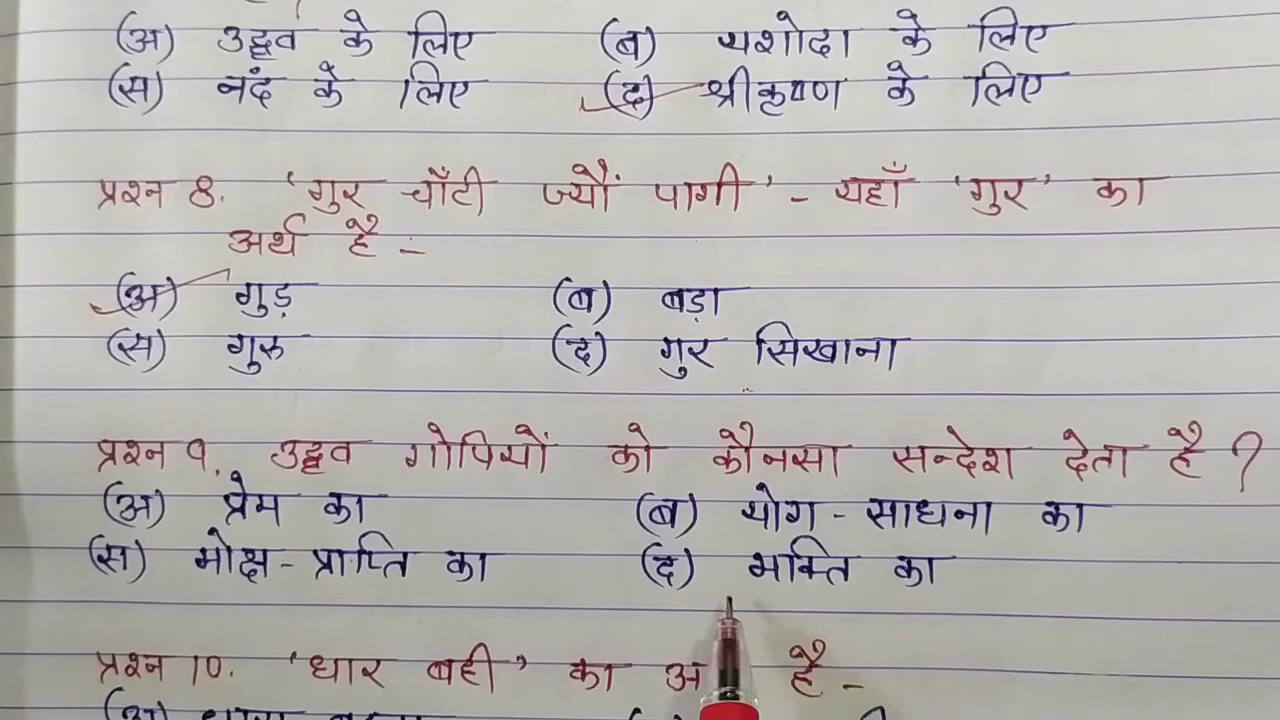 (अ) उद्धव के लिए (ब) यशोदा के लिए
(स) नंद के लिए (द) श्रीकृष्ण के लिए
प्रश्न 8. 'गुर चाँटी ज्यौं पागी' - यहाँ 'गुर' का
अर्थ है -
(अ) गुड़ (ब) बड़ा
(स) गुरु (द) गुर सिखाना
प्रश्न 9. उद्धव गोपियों को कौनसा सन्देश देता है ?
(अ) प्रेम का (ब) योग - साधना का
(स) मोक्ष - प्राप्ति का (द) भक्ति का
प्रश्न 10. 'धार बही' का है -
(अ)